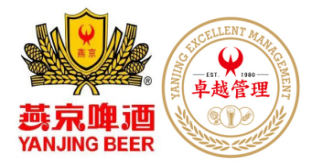 燕京
燕京啤酒
YANJING BEER
YANJING EXCELLENT MANAGEMENT
EST. 1980
卓越管理